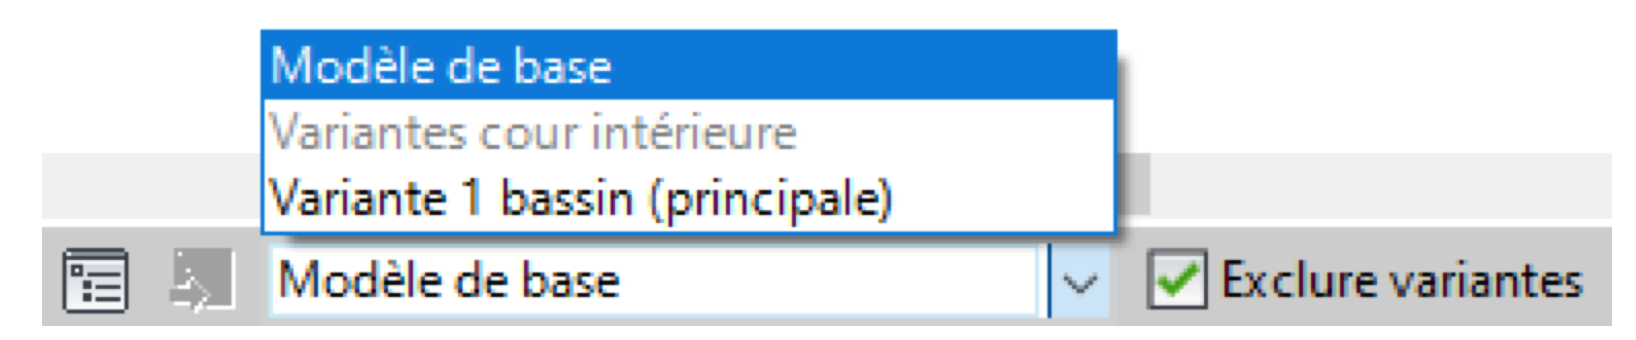 Modèle de base
Variantes cour intérieure
Variante 1 bassin (principale)
Modèle de base
Exclure variantes